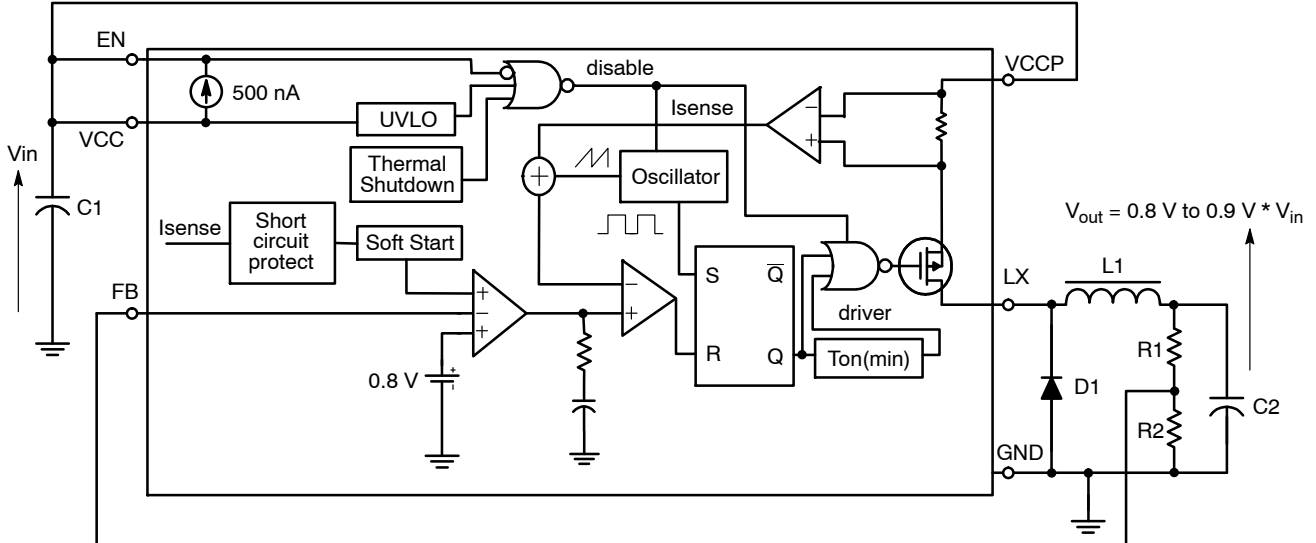 EN
disable
VCCP
500 nA
Isense
−
+
UVLO
VCC
Vin
Thermal
Shutdown
+
Oscillator
C1
V_out = 0.8 V to 0.9 V * V_in
Isense
Short
circuit
protect
Soft Start
S
Q̅
LX
L1
FB
+
−
+
−
+
driver
R
Q
Ton(min)
R1
0.8 V
+
-
D1
C2
R2
GND